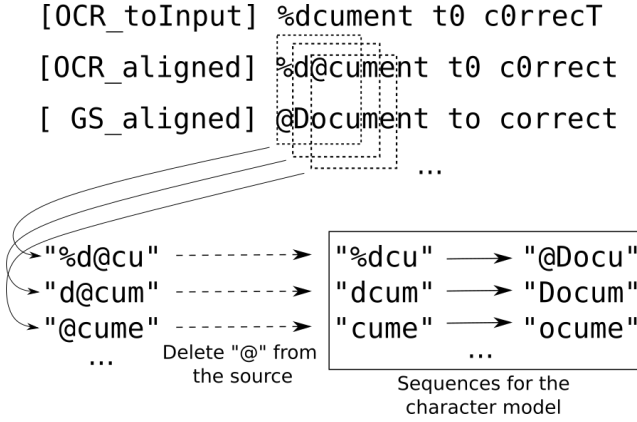 [OCR_toInput] %dcument t0 c0rrecT
[OCR_aligned] %d@cument t0 c0rrect
[ GS_aligned] @Document to correct
...
"%d@cu" "%dcu" "@Docu"
"d@cum" "dcum" "Docum"
"@cume" "cume" "ocume"
... ...
Delete "@" from
the source
Sequences for the
character model